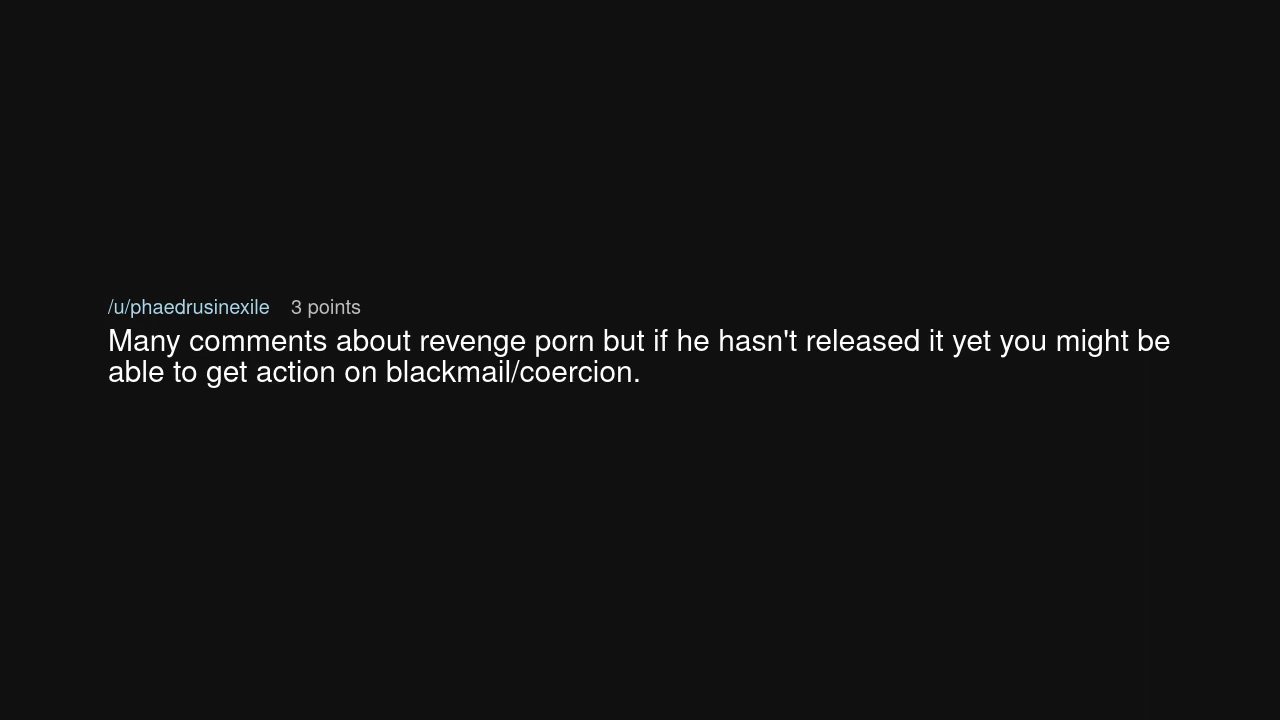 /u/phaedrusinexile 3 points
Many comments about revenge porn but if he hasn't released it yet you might be
able to get action on blackmail/coercion.